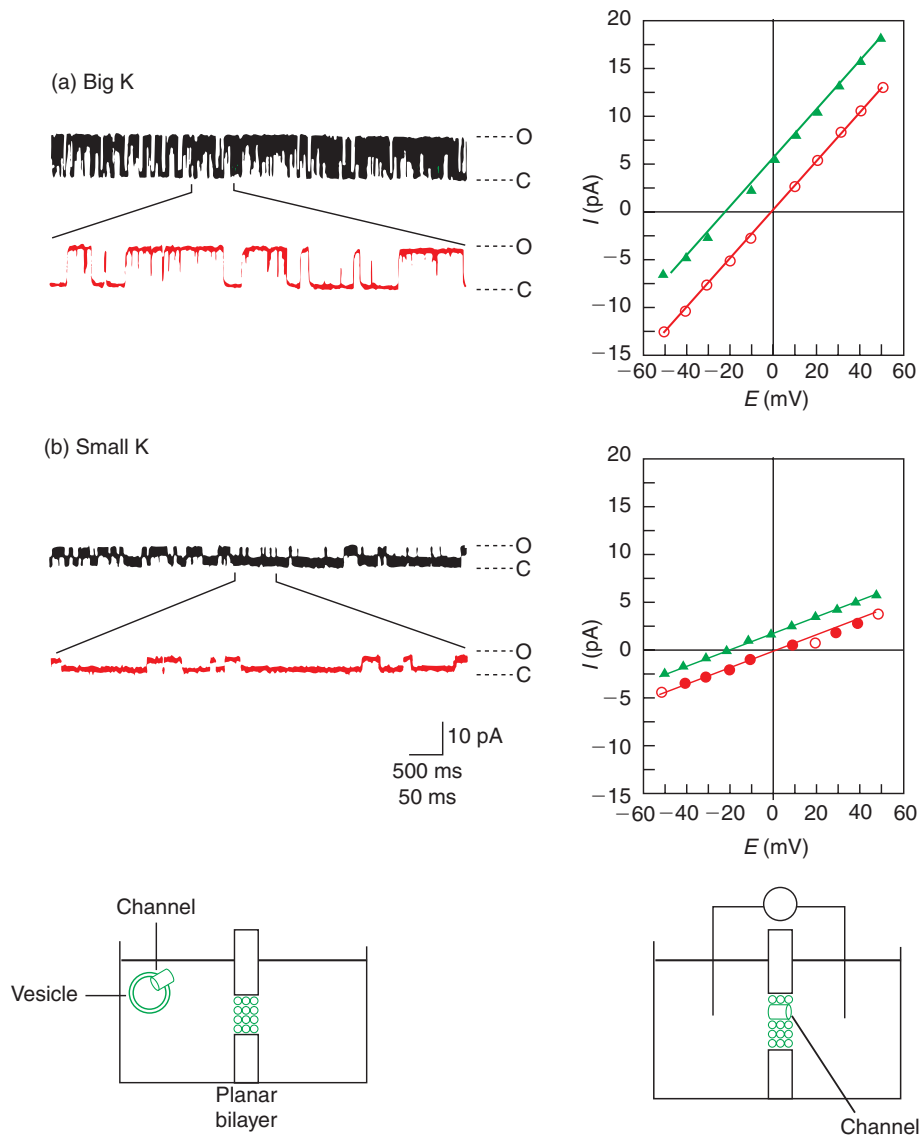 (a) Big K
O
C
O
C
20
15
10
5
0
−5
−10
−15
I (pA)
−60 −40 −20 0 20 40 60
E (mV)
(b) Small K
O
C
O
C
10 pA
500 ms
50 ms
20
15
10
5
0
−5
−10
−15
I (pA)
−60 −40 −20 0 20 40 60
E (mV)
Channel
Vesicle
Planar
bilayer
Channel